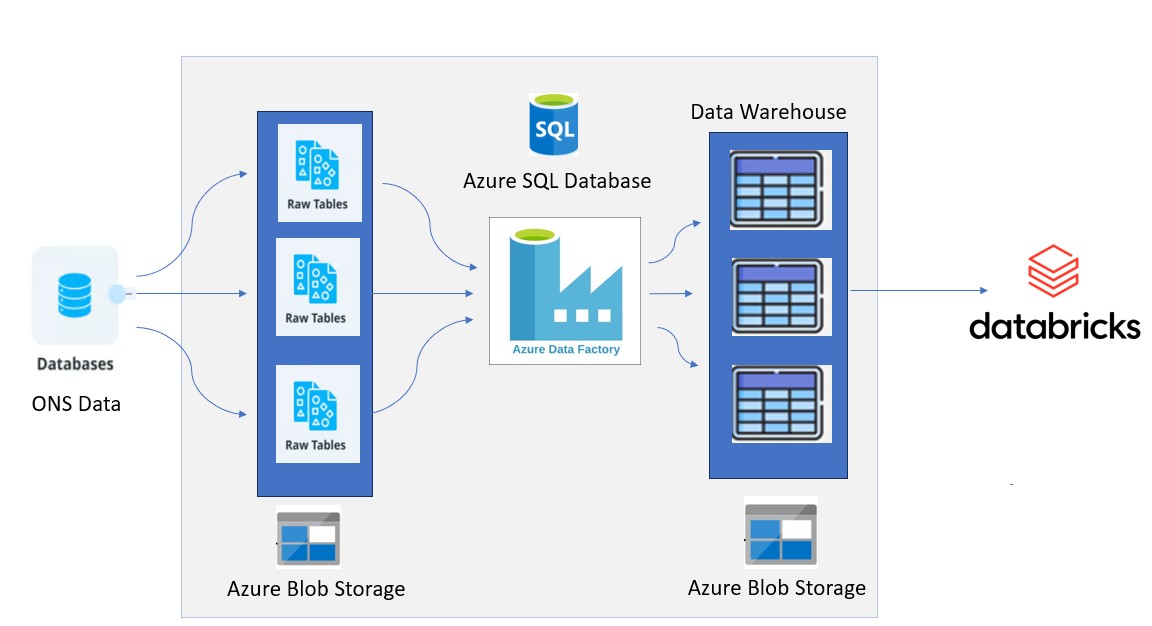 Databases
ONS Data
Raw Tables
Raw Tables
Raw Tables
Azure Blob Storage
SQL
Azure SQL Database
Azure Data Factory
Data Warehouse
Azure Blob Storage
databricks